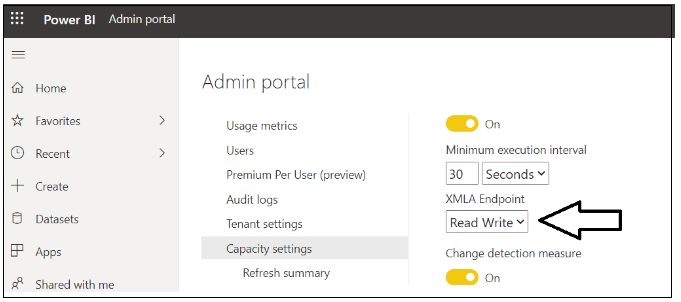 Power BI Admin portal
Home
Favorites
Recent
Create
Datasets
Apps
Shared with me
Admin portal
Usage metrics
Users
Premium Per User (preview)
Audit logs
Tenant settings
Capacity settings
Refresh summary
On
Minimum execution interval
30 Seconds
XMLA Endpoint
Read Write
Change detection measure
On